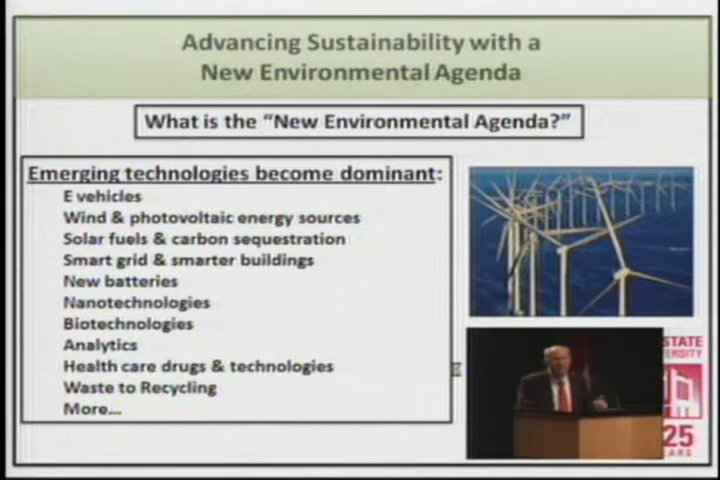 Advancing Sustainability with a
New Environmental Agenda
What is the “New Environmental Agenda?”
Emerging technologies become dominant:
E vehicles
Wind & photovoltaic energy sources
Solar fuels & carbon sequestration
Smart grid & smarter buildings
New batteries
Nanotechnologies
Biotechnologies
Analytics
Health care drugs & technologies
Waste to Recycling
More...
STATE
25